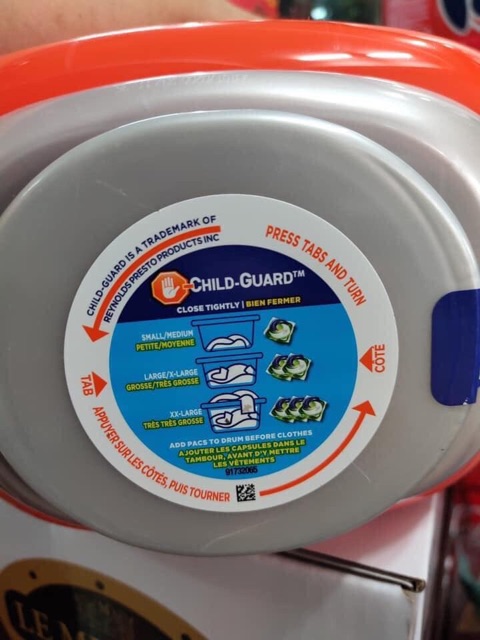 CHILD-GUARD IS A TRADEMARK OF
REYNOLDS PRESTO PRODUCTS INC
PRESS TABS AND TURN
CHILD-GUARD™
CLOSE TIGHTLY | BIEN FERMER
SMALL/MEDIUM
PETITE/MOYENNE
LARGE/X-LARGE
GROSSE/TRÈS GROSSE
XX-LARGE
TRÈS TRÈS GROSSE
ADD PACS TO DRUM BEFORE CLOTHES
AJOUTER LES CAPSULES DANS LE
TAMBOUR, AVANT D'Y METTRE
LES VÊTEMENTS
91732065
TAB
CÔTÉ
APPUYER SUR LES CÔTÉS, PUIS TOURNER